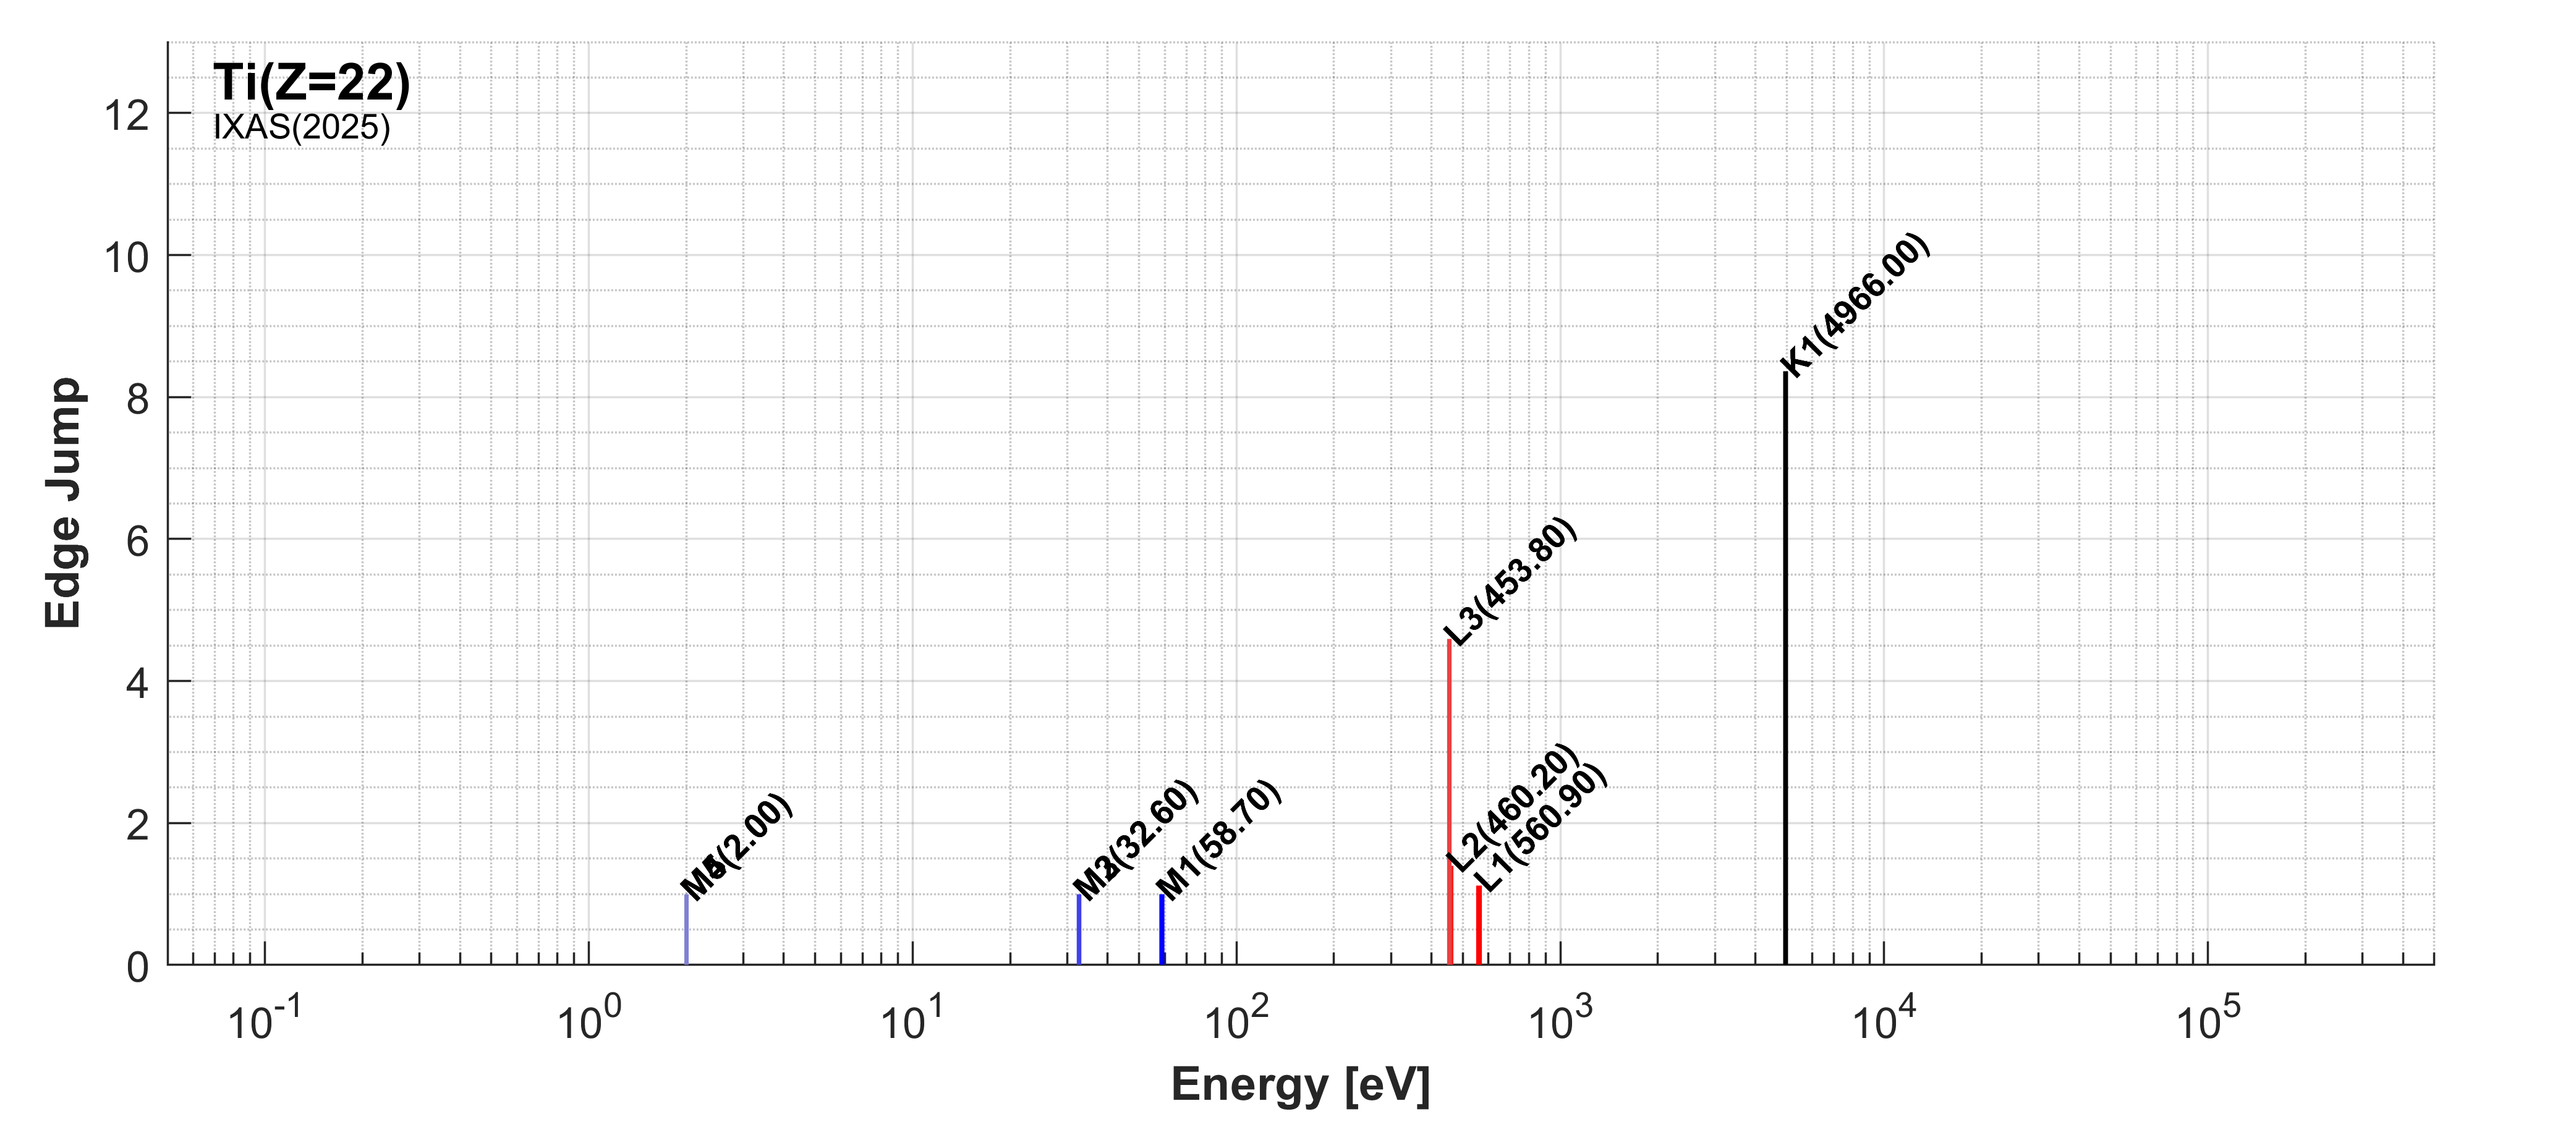 Ti(Z=22)
IXAS(2025)
12
10
8
6
4
2
0
Edge Jump
K1(4966.00)
L3(453.80)
L2(460.20)
L1(560.90)
M1(58.70)
(32.60)
(2.00)
10^-1
10^0
10^1
10^2
10^3
10^4
10^5
Energy [eV]